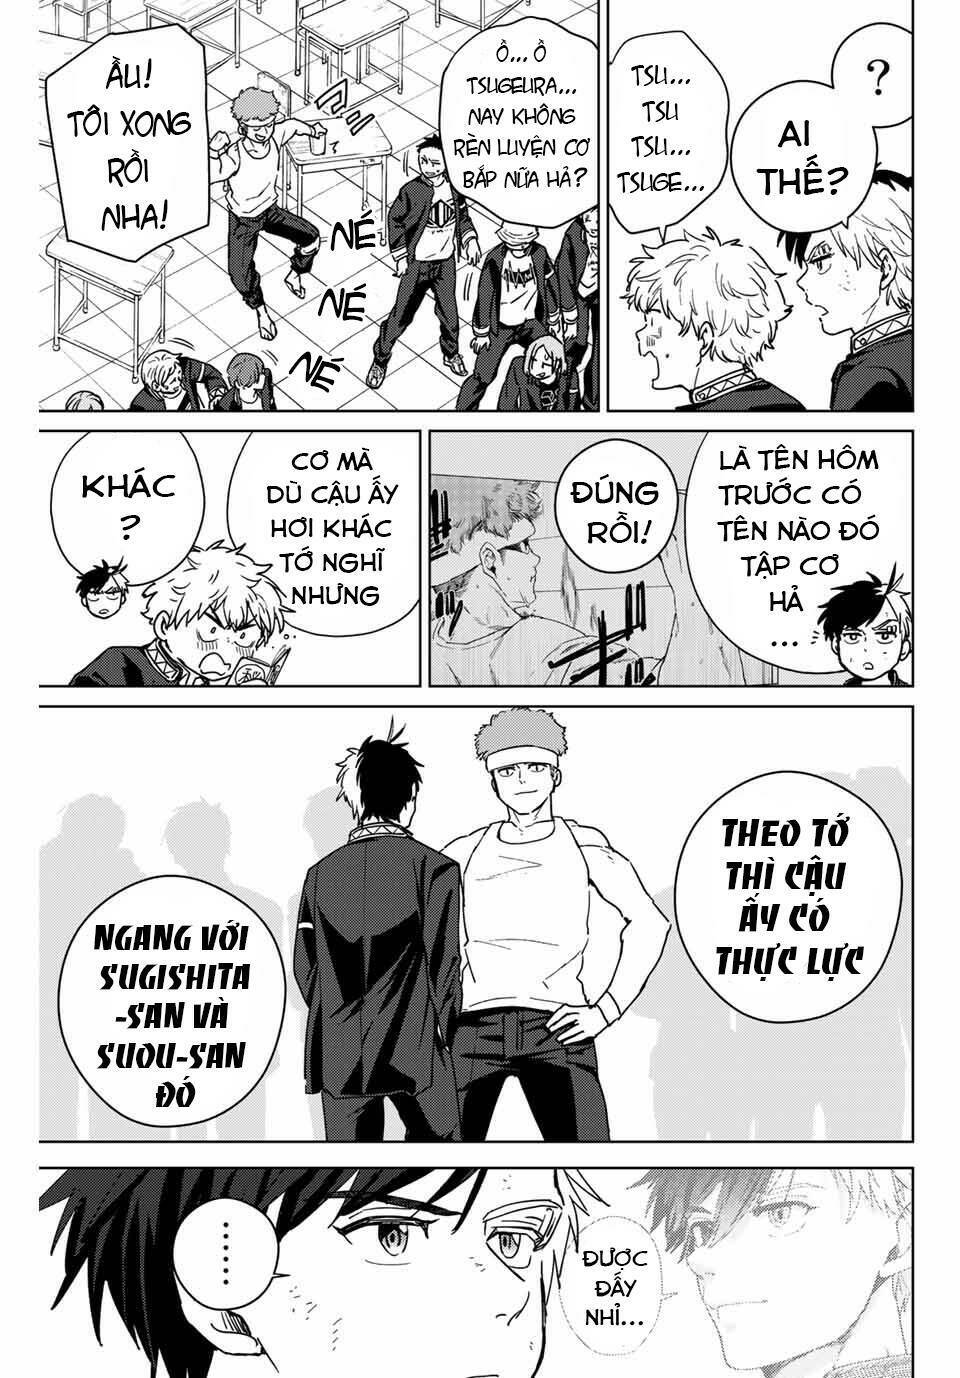 ?
AI
THẾ?
TSU...
TSU
TSU...
TSUGE...
Ồ... Ồ
TSUGEURA...
NAY KHÔNG
RÈN LUYỆN CƠ
BẮP NỮA HẢ?
ẦU!
TÔI XONG
RỒI
NHA!
NÉ
NÉ
NÉ
LÀ TÊN HÔM
TRƯỚC CÓ
TÊN NÀO ĐÓ
TẬP CƠ
HẢ
...
ĐÚNG
RỒI!
CƠ MÀ
DÙ CẬU ẤY
HƠI KHÁC
TỚ NGHĨ
NHƯNG
KHÁC
?
THEO TỚ
THÌ CẬU
ẤY CÓ
THỰC LỰC
NGANG VỚI
SUGISHITA
-SAN VÀ
SUOU-SAN
ĐÓ
ĐƯỢC
ĐẤY
NHỈ...
......